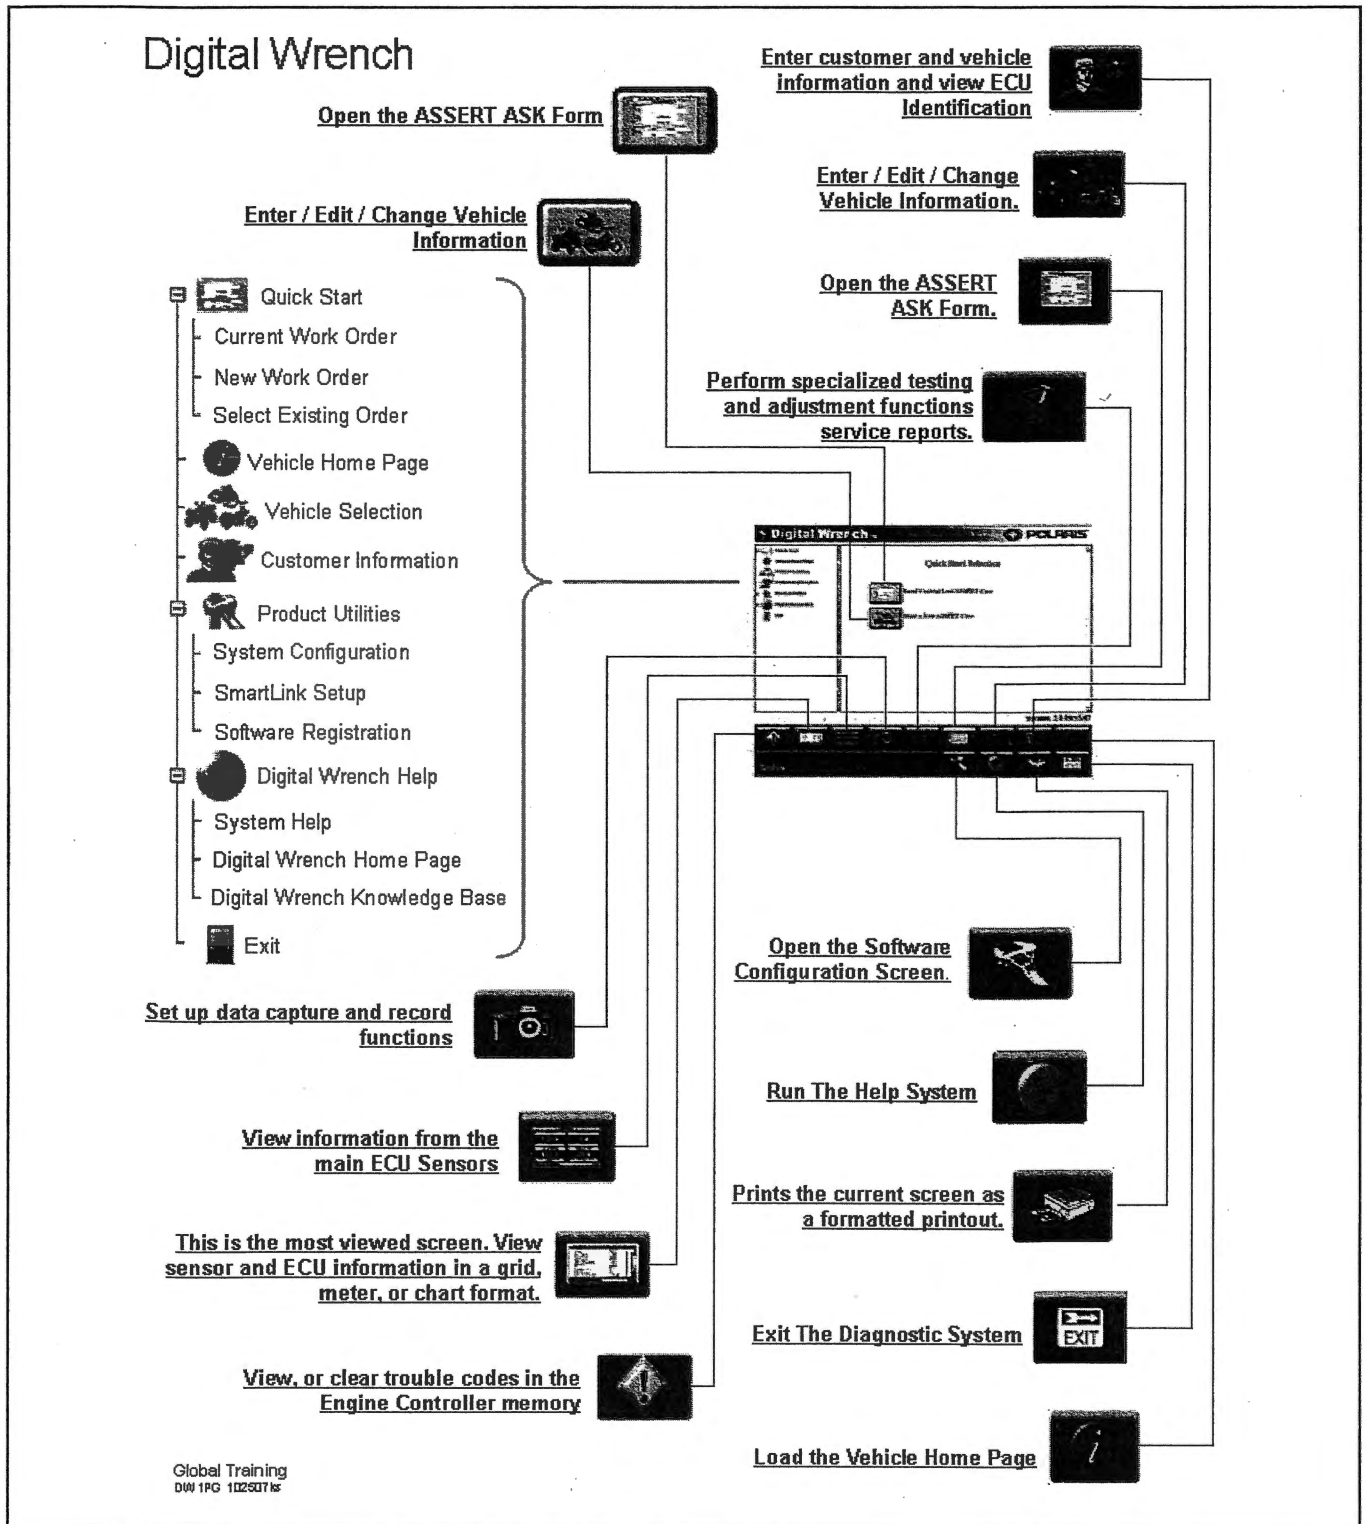 Digital Wrench
Open the ASSERT ASK Form
Enter / Edit / Change Vehicle
Information
Enter customer and vehicle
information and view ECU
Identification
Enter / Edit / Change
Vehicle Information.
Open the ASSERT
ASK Form.
Perform specialized testing
and adjustment functions
service reports.
Quick Start
Current Work Order
New Work Order
Select Existing Order
Vehicle Home Page
Vehicle Selection
Customer Information
Product Utilities
System Configuration
SmartLink Setup
Software Registration
Digital Wrench Help
System Help
Digital Wrench Home Page
Digital Wrench Knowledge Base
Exit
Digital Wrench
POLARIS
Quick Start Selection
Set up data capture and record
functions
View information from the
main ECU Sensors
This is the most viewed screen. View
sensor and ECU information in a grid,
meter, or chart format.
View, or clear trouble codes in the
Engine Controller memory
Open the Software
Configuration Screen.
Run The Help System
Prints the current screen as
a formatted printout.
Exit The Diagnostic System
EXIT
Load the Vehicle Home Page
i
Global Training
DW 1PG 102507 ks